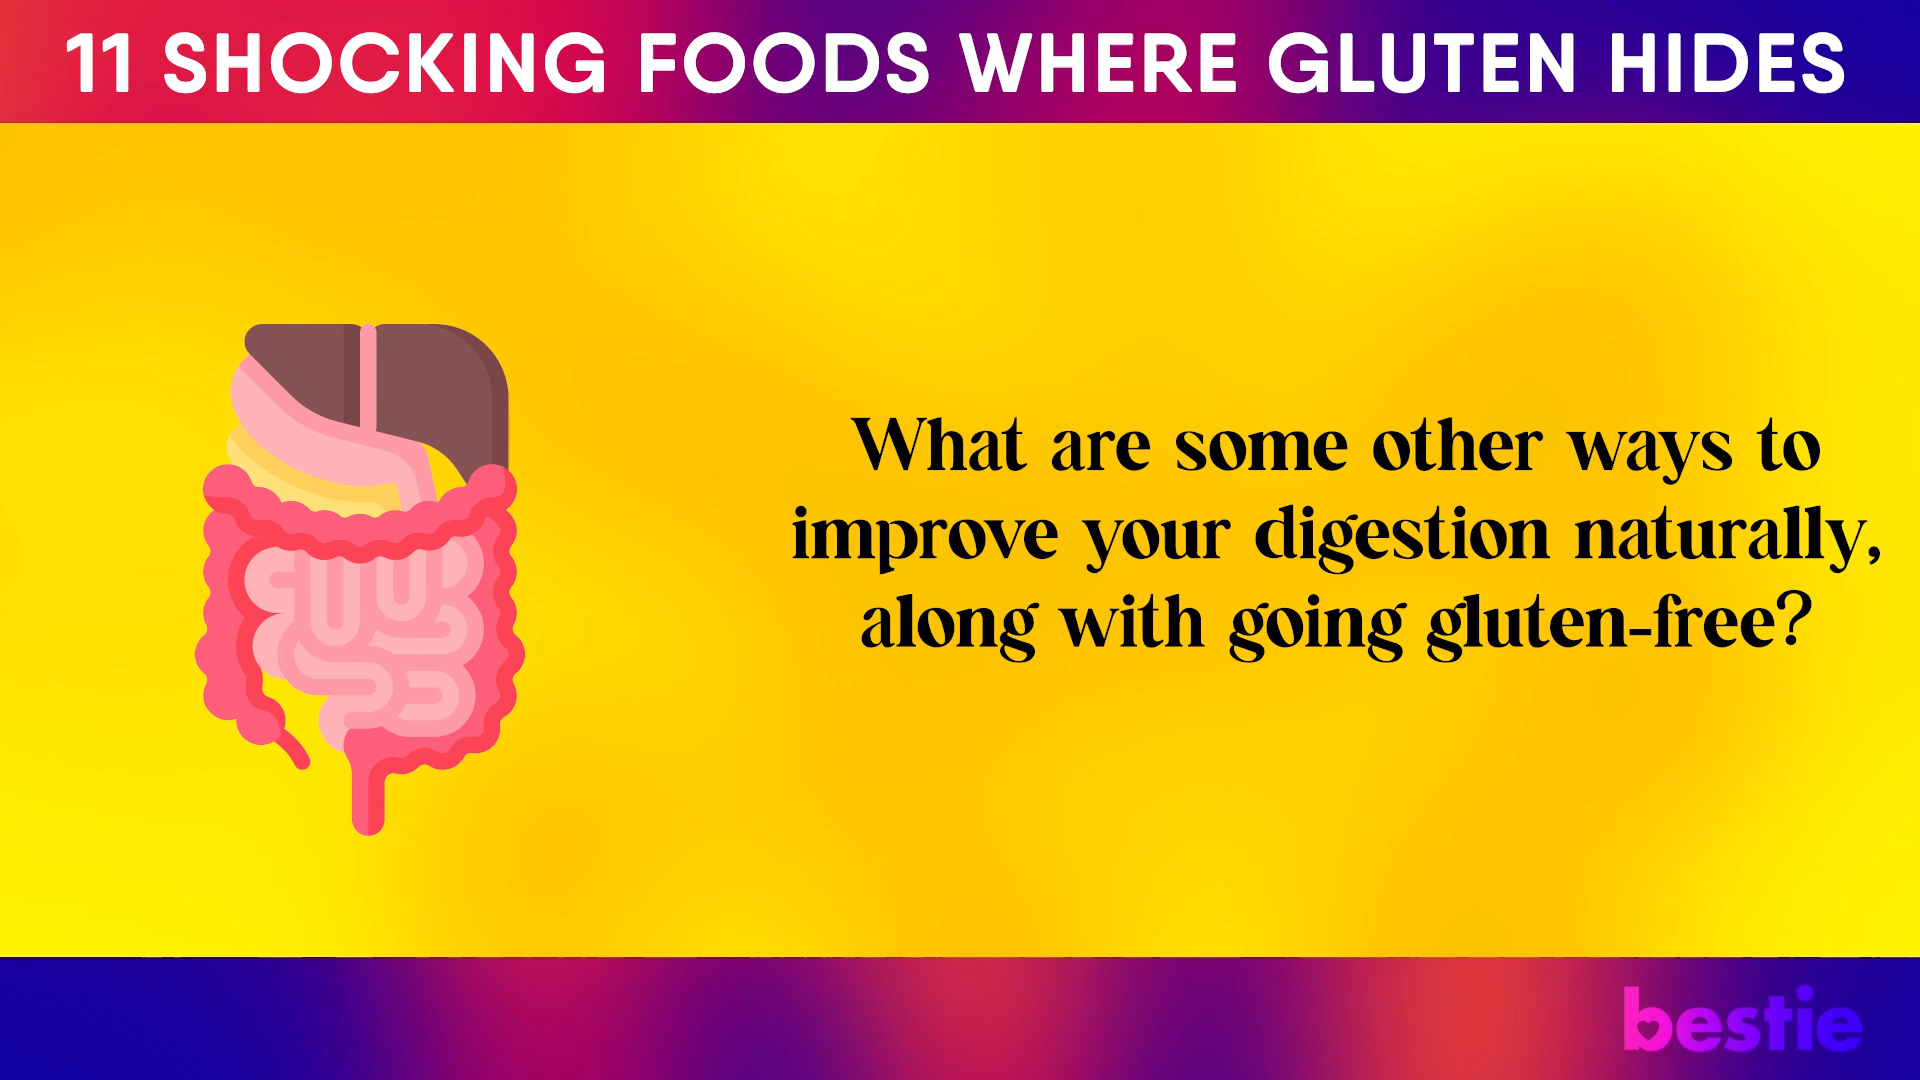 11 SHOCKING FOODS WHERE GLUTEN HIDES
What are some other ways to
improve your digestion naturally,
along with going gluten-free?
bestie